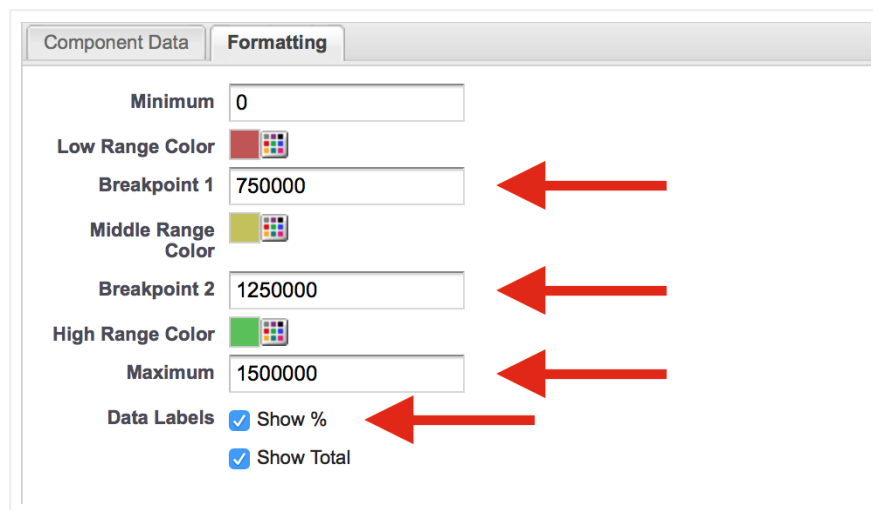 Component Data Formatting
Minimum 0
Low Range Color
Breakpoint 1 750000
Middle Range
Color
Breakpoint 2 1250000
High Range Color
Maximum 1500000
Data Labels Show %
Show Total